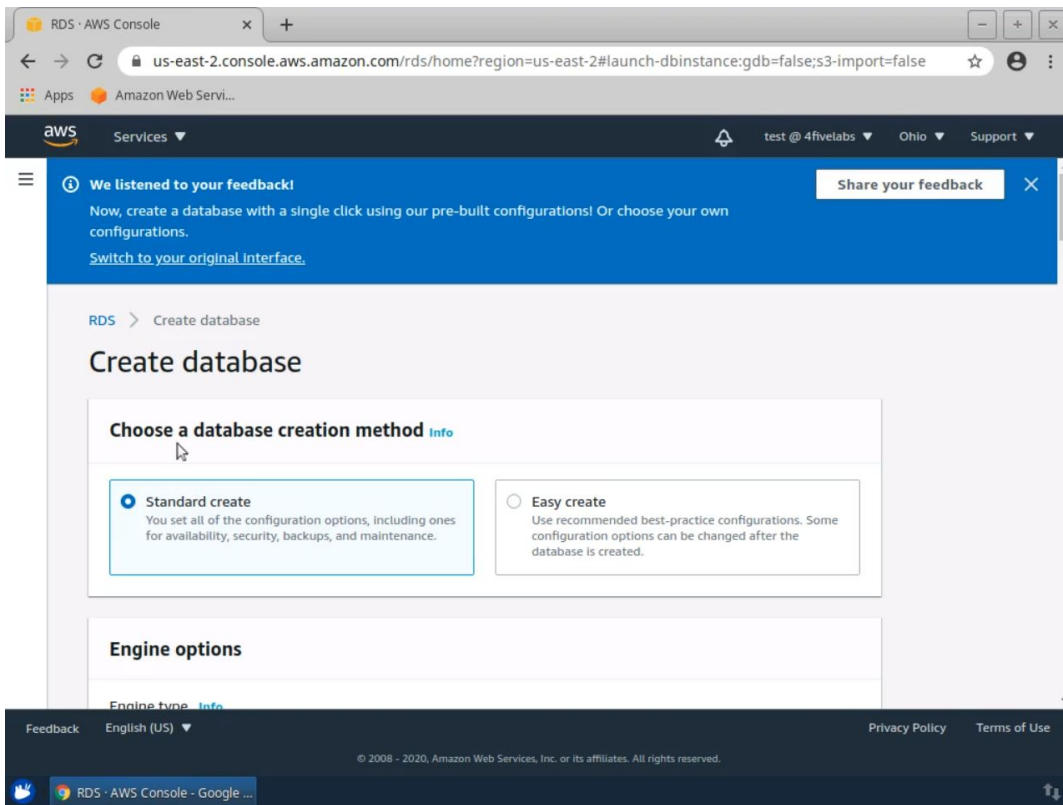 RDS · AWS Console
us-east-2.console.aws.amazon.com/rds/home?region=us-east-2#launch-dbinstance:gdb=false;s3-import=false
Apps Amazon Web Servi...
aws Services ▼ test @ 4fivelabs ▼ Ohio ▼ Support ▼
We listened to your feedback! Share your feedback
Now, create a database with a single click using our pre-built configurations! Or choose your own
configurations.
Switch to your original interface.
RDS > Create database
Create database
Choose a database creation method Info
Standard create
You set all of the configuration options, including ones
for availability, security, backups, and maintenance.
Easy create
Use recommended best-practice configurations. Some
configuration options can be changed after the
database is created.
Engine options
Engine type Info
Feedback English (US) ▼ Privacy Policy Terms of Use
© 2008 - 2020, Amazon Web Services, Inc. or its affiliates. All rights reserved.
RDS · AWS Console - Google ...